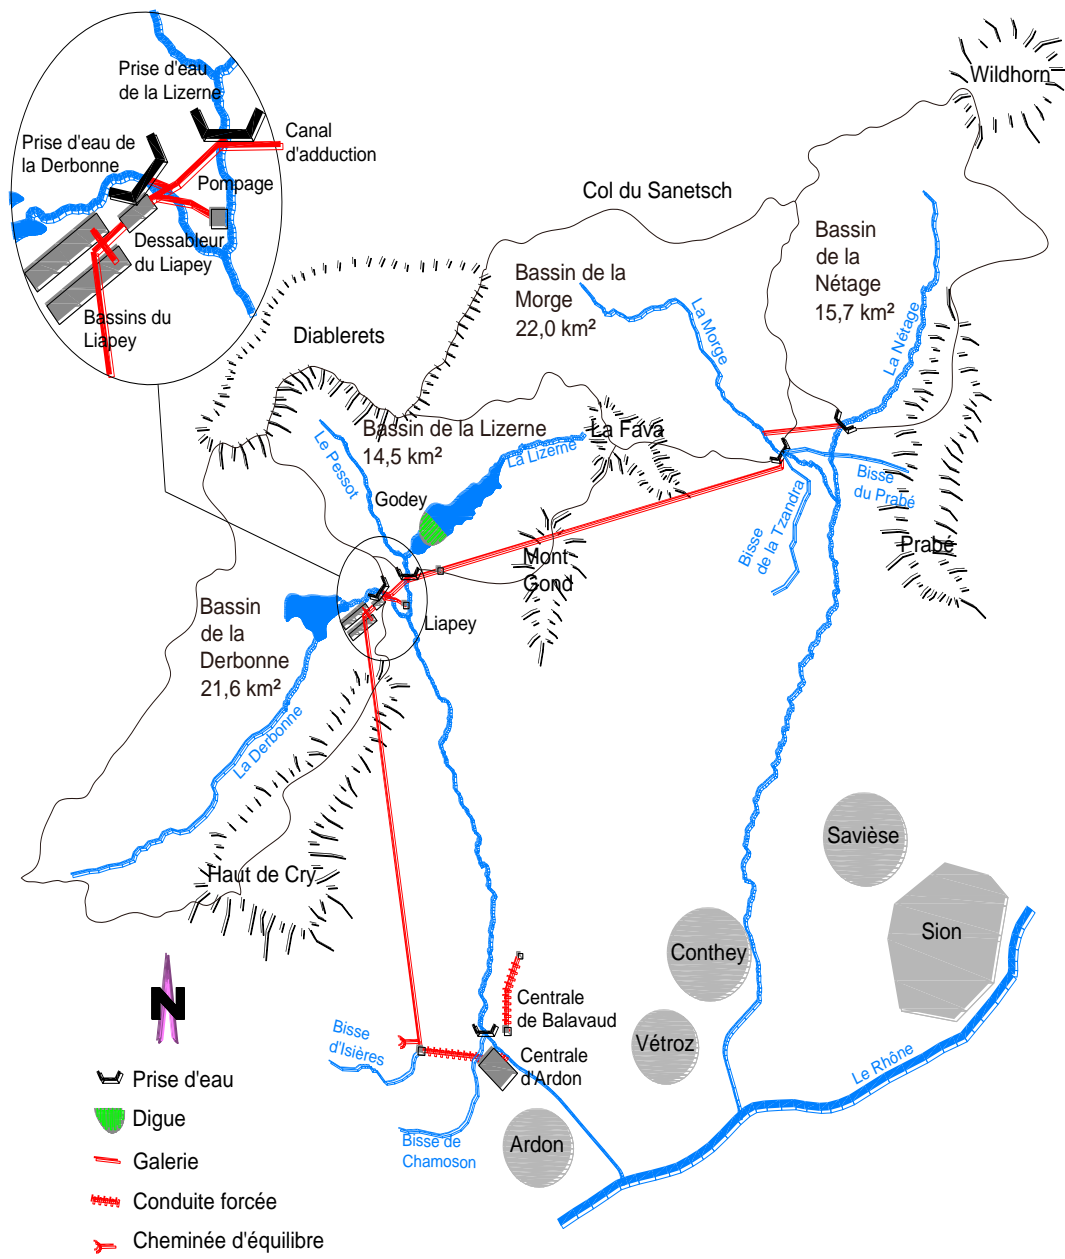 Prise d'eau
de la Lizerne
Prise d'eau de
la Derbonne
Canal
d'adduction
Pompage
Dessableur
du Liapey
Bassins du
Liapey
Wildhorn
Col du Sanetsch
Bassin
de la
Nétage
15,7 km²
Bassin de la
Morge
22,0 km²
La Morge
La Nétage
Diablerets
Bassin de la Lizerne
14,5 km²
La Fava
La Lizerne
Le Pessot
Godey
Bisse
du Prabé
Bisse
de la Tzandra
Prabé
Mont
Gond
Liapey
Bassin
de la
Derbonne
21,6 km²
La Derbonne
Haut de Cry
Savièse
Sion
Conthey
Vétroz
Centrale
de Balavaud
Centrale
d'Ardon
Bisse
d'Isières
Bisse de
Chamoson
Ardon
Le Rhône
N
Prise d'eau
Digue
Galerie
Conduite forcée
Cheminée d'équilibre